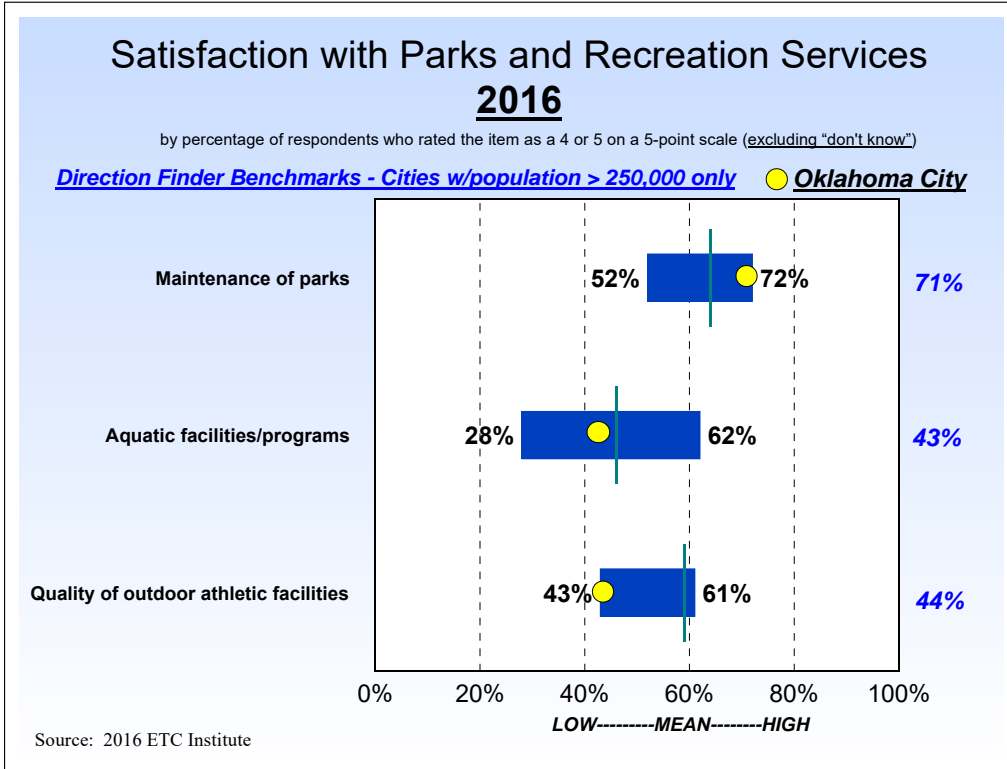 Satisfaction with Parks and Recreation Services
2016
by percentage of respondents who rated the item as a 4 or 5 on a 5-point scale (excluding “don't know”)
Direction Finder Benchmarks - Cities w/population > 250,000 only Oklahoma City
Maintenance of parks 52% 72% 71%
Aquatic facilities/programs 28% 62% 43%
Quality of outdoor athletic facilities 43% 61% 44%
0% 20% 40% 60% 80% 100%
LOW---------MEAN--------HIGH
Source: 2016 ETC Institute